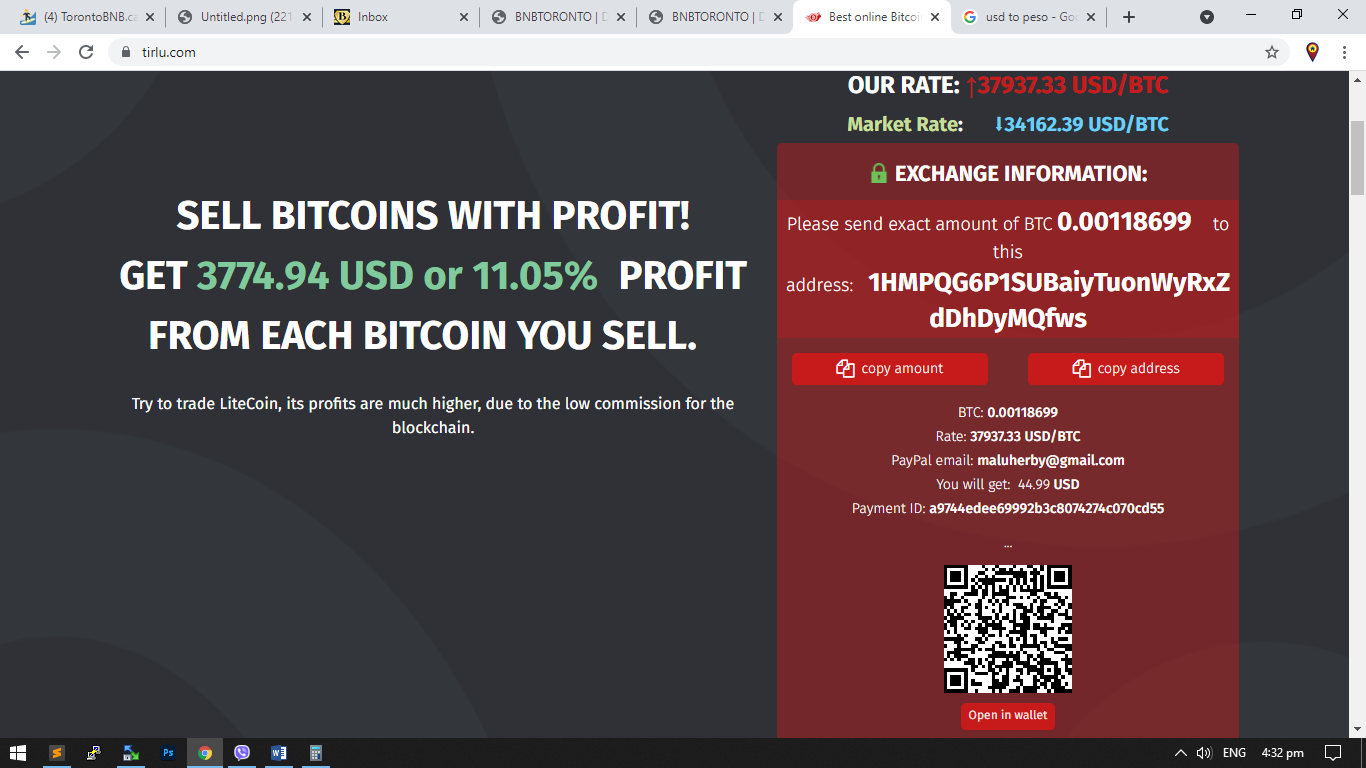 (4) TorontoBNB.ca
Untitled.png (221
Inbox
BNBTORONTO | D
BNBTORONTO | D
Best online Bitcoi
usd to peso - Goo
tirlu.com
OUR RATE: ↑37937.33 USD/BTC
Market Rate: ⭣34162.39 USD/BTC
SELL BITCOINS WITH PROFIT!
GET 3774.94 USD or 11.05% PROFIT
FROM EACH BITCOIN YOU SELL.
Try to trade LiteCoin, its profits are much higher, due to the low commission for the
blockchain.
EXCHANGE INFORMATION:
Please send exact amount of BTC 0.00118699 to
this
address: 1HMPQG6P1SUBaiyTuonWyRxZ
dDhDyMQfws
copy amount
copy address
BTC: 0.00118699
Rate: 37937.33 USD/BTC
PayPal email: maluherby@gmail.com
You will get: 44.99 USD
Payment ID: a9744edee69992b3c8074274c070cd55
...
Open in wallet
ENG
4:32 pm